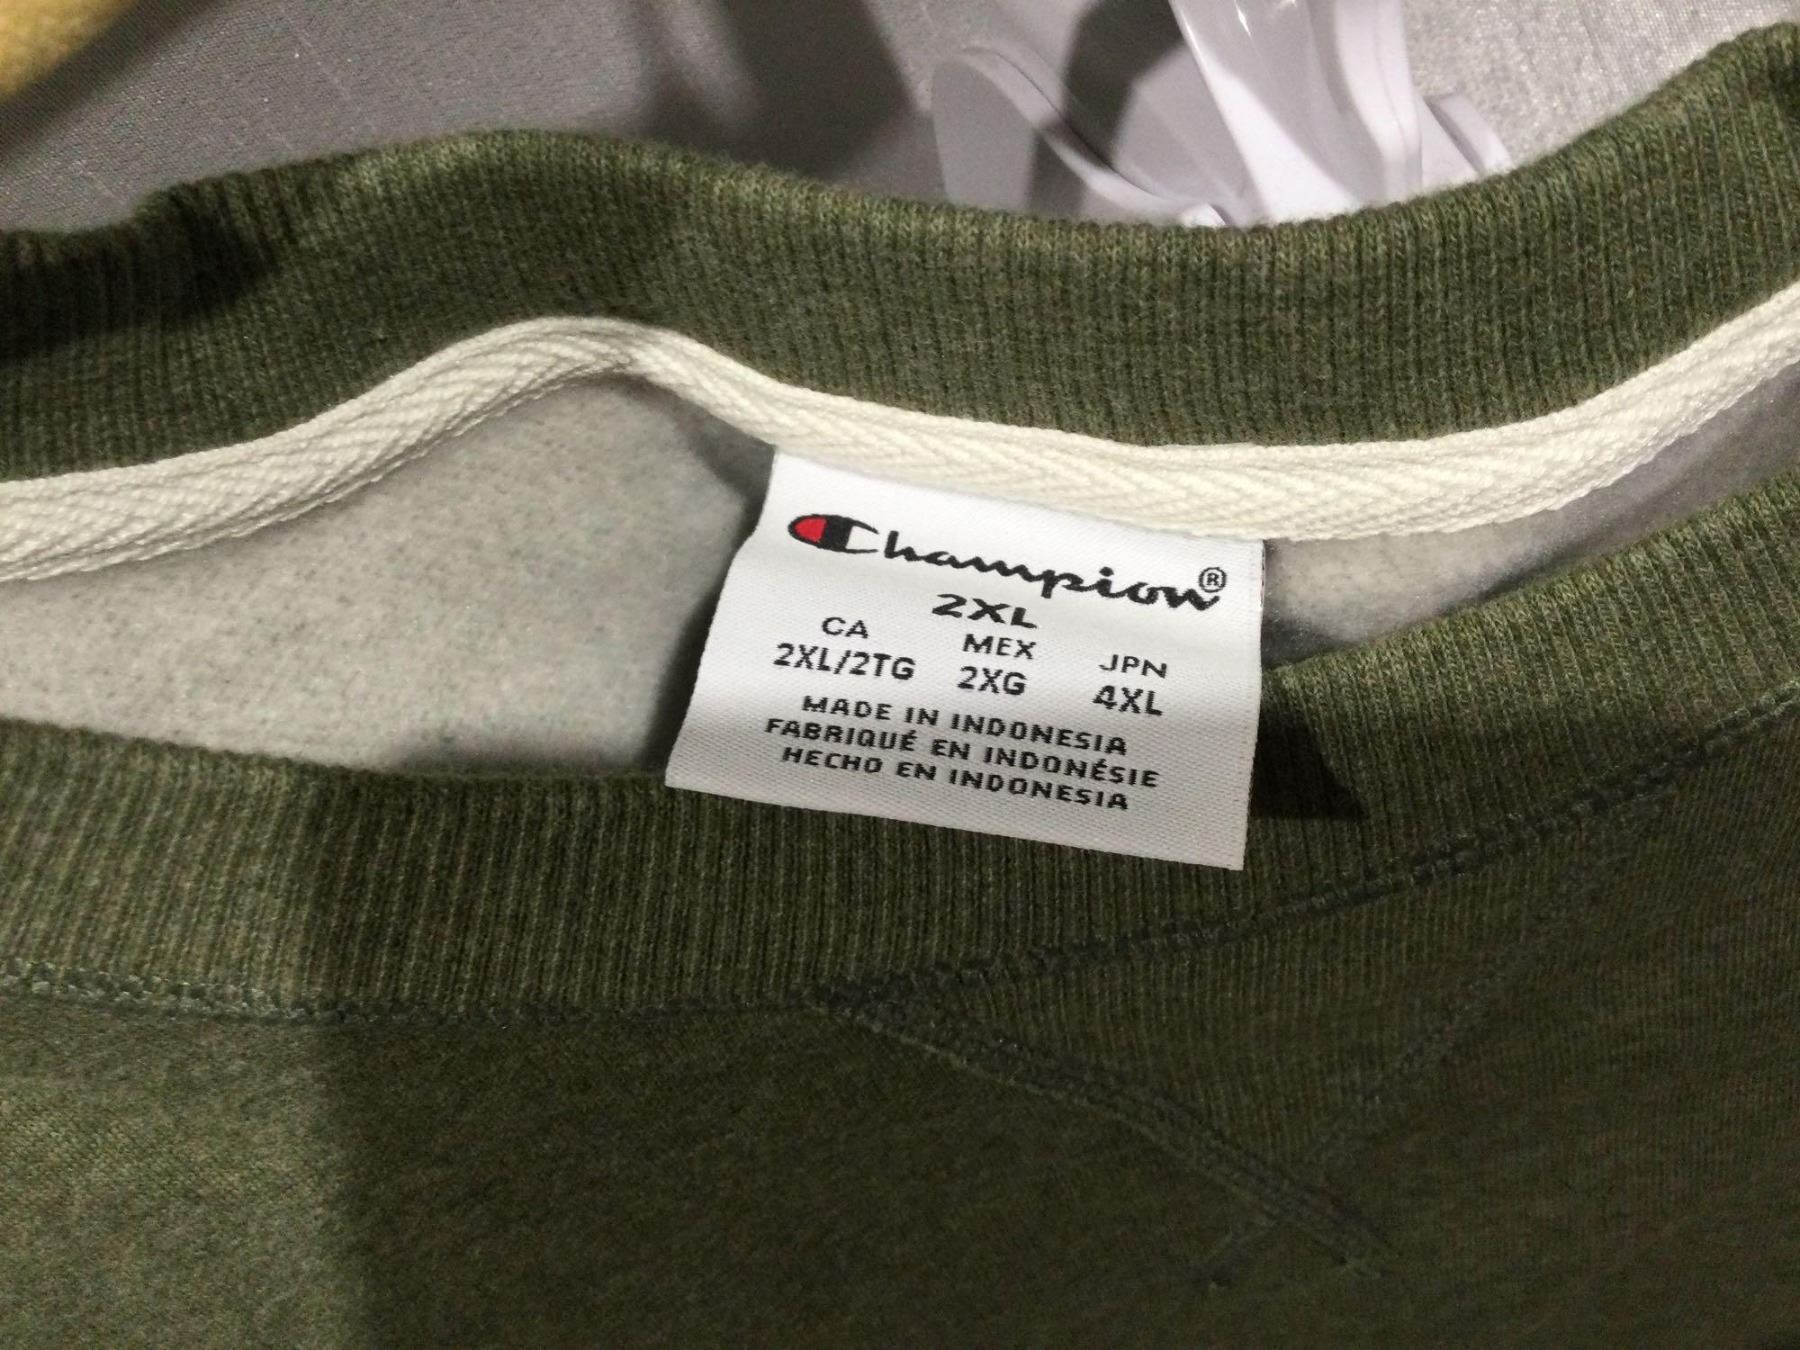 Champion®
2XL
CA MEX JPN
2XL/2TG 2XG 4XL
MADE IN INDONESIA
FABRIQUÉ EN INDONÉSIE
HECHO EN INDONESIA